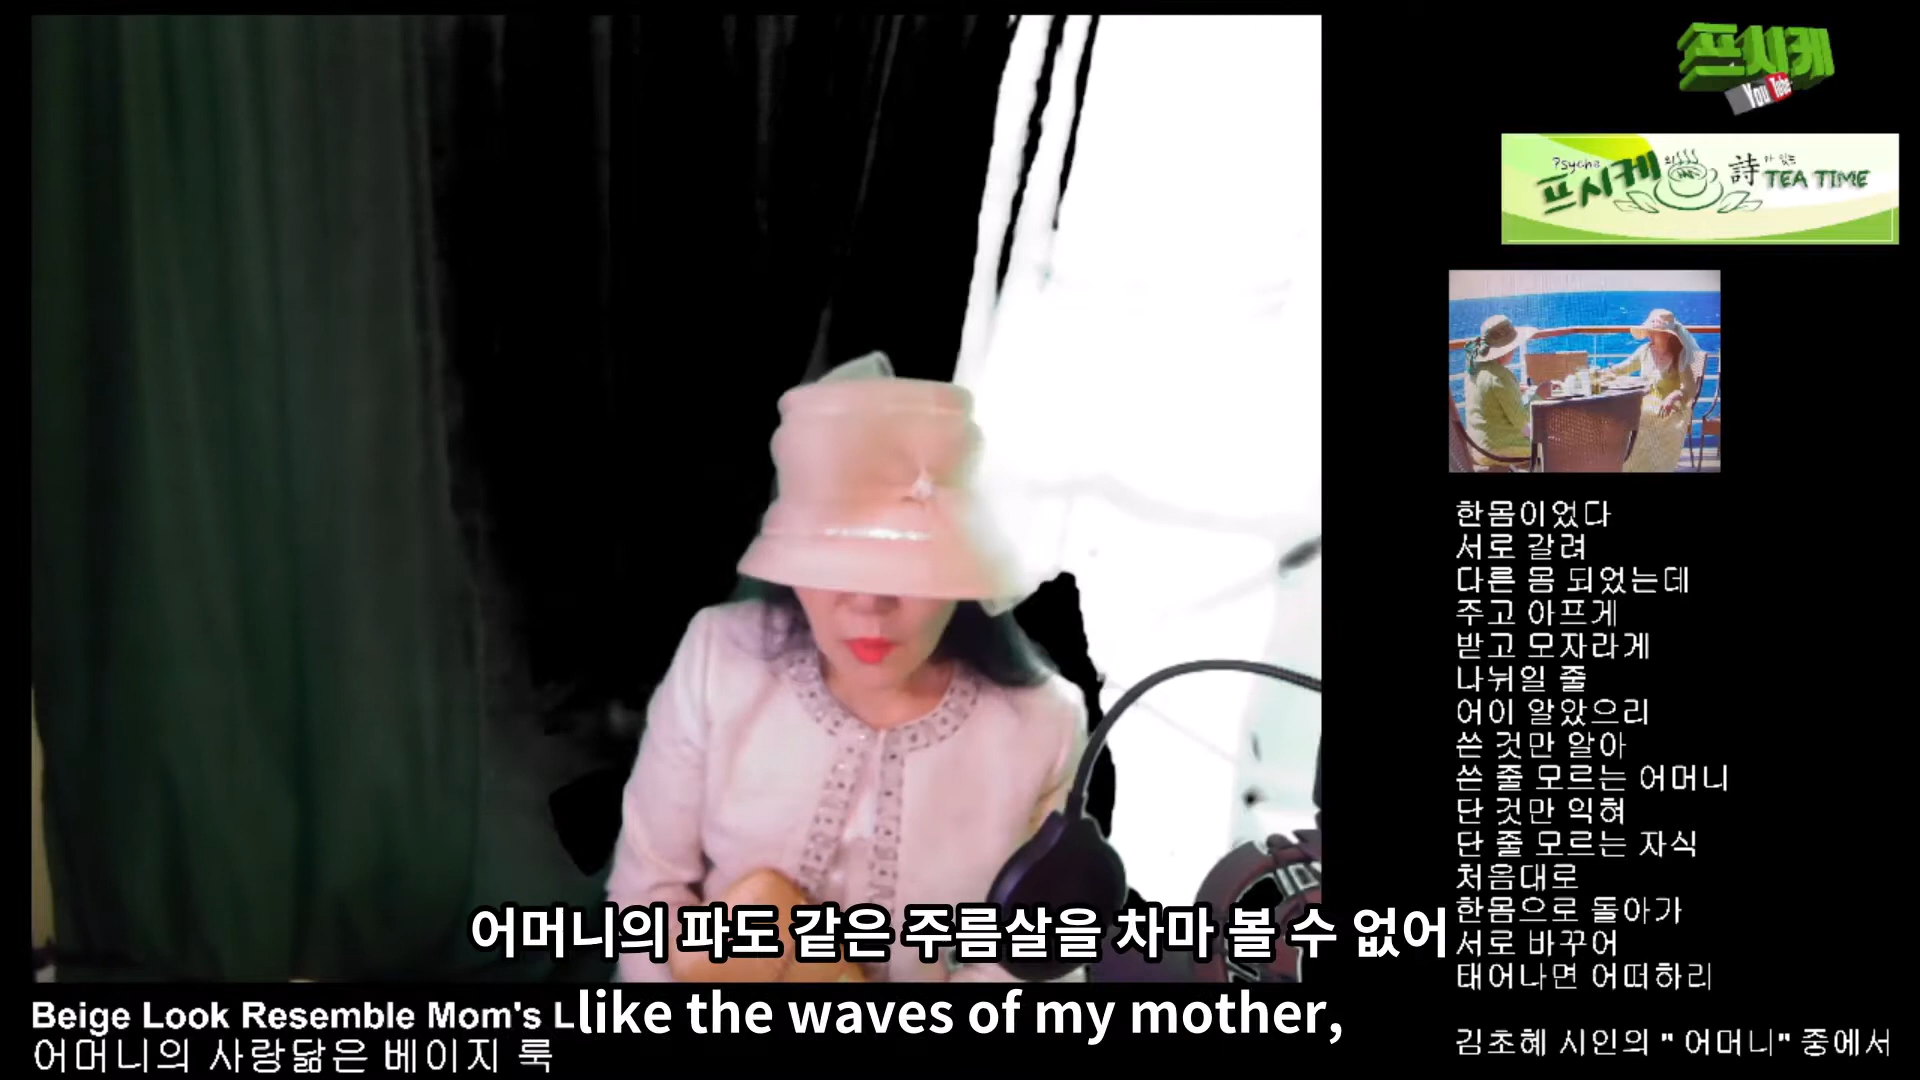 프시케
YouTube
Psyche
프시케의 詩가 있는 TEA TIME
한몸이었다
서로 갈려
다른 몸 되었는데
주고 아프게
받고 모자라게
나뉘일 줄
어이 알았으리
쓴 것만 알아
쓴 줄 모르는 어머니
단 것만 익혀
단 줄 모르는 자식
처음대로
한몸으로 돌아가
서로 바꾸어
태어나면 어떠하리
김초혜 시인의 " 어머니" 중에서
어머니의 파도 같은 주름살을 차마 볼 수 없어
like the waves of my mother,
Beige Look Resemble Mom's L
어머니의 사랑닮은 베이지 룩